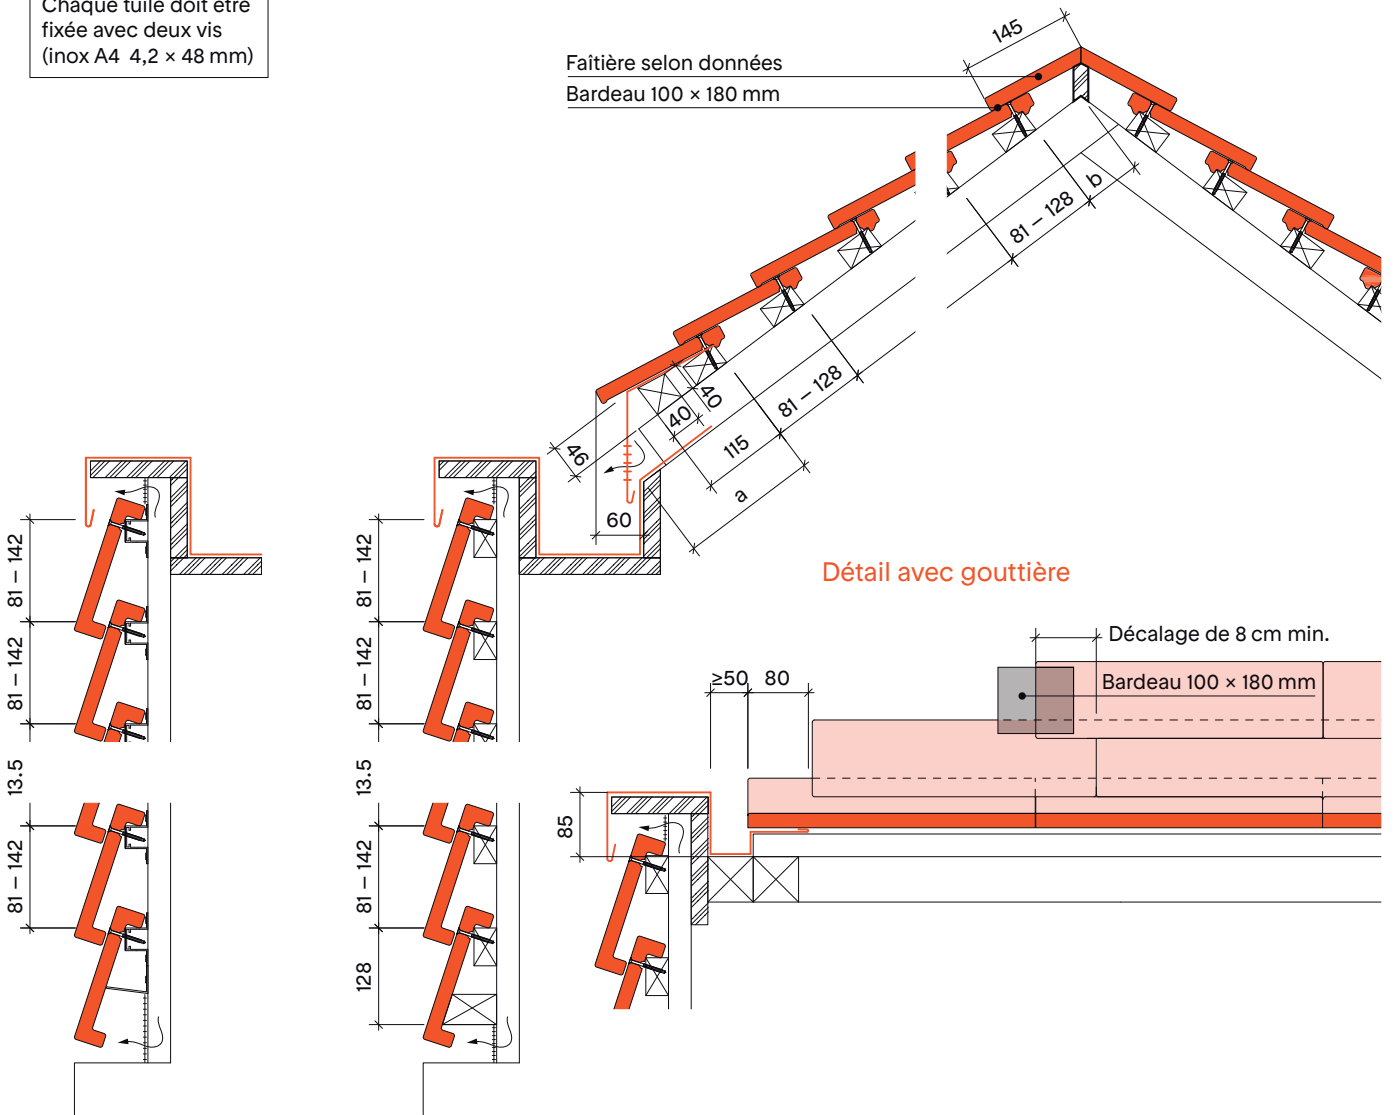 Chaque tuile doit être
fixée avec deux vis
(inox A4 4,2 × 48 mm)
Faîtière selon données
Bardeau 100 × 180 mm
145
b
81 – 128
81 – 128
40
40
46
115
a
60
81 – 142
81 – 142
13.5
81 – 142
81 – 142
81 – 142
13.5
81 – 142
128
Détail avec gouttière
Décalage de 8 cm min.
≥50 80
Bardeau 100 × 180 mm
85